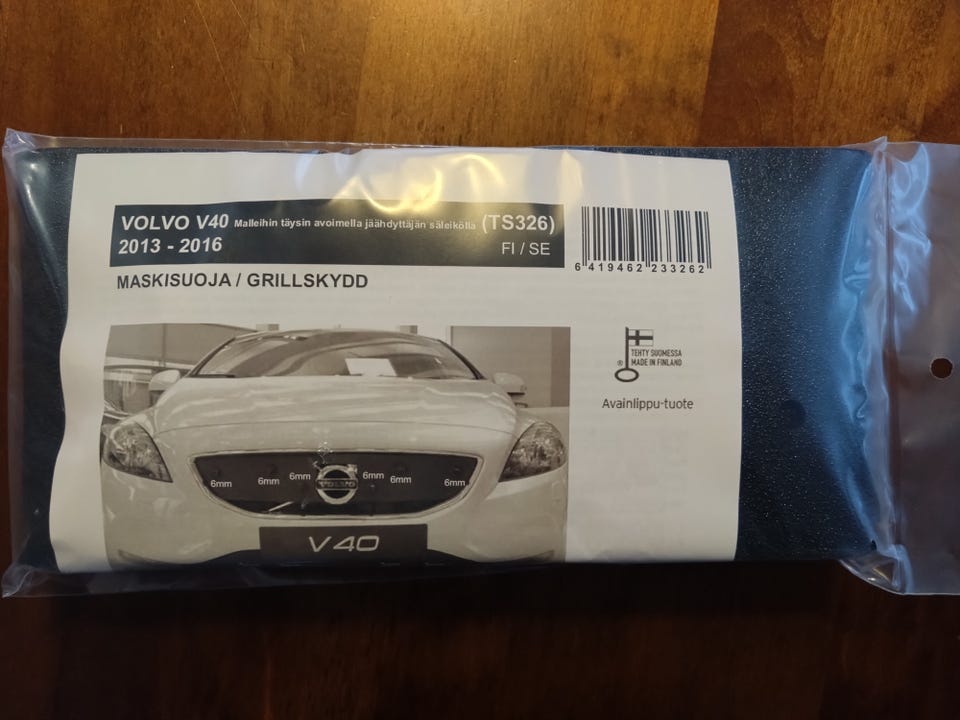 VOLVO V40 Malleihin täysin avoimella jäähdyttäjän säleiköllä (TS326)
2013 - 2016 FI / SE
6 419462 233262
MASKISUOJA / GRILLSKYDD
® TEHTY SUOMESSA
MADE IN FINLAND
Avainlippu-tuote
6mm 6mm 6mm 6mm 6mm 6mm
VOLVO
V40